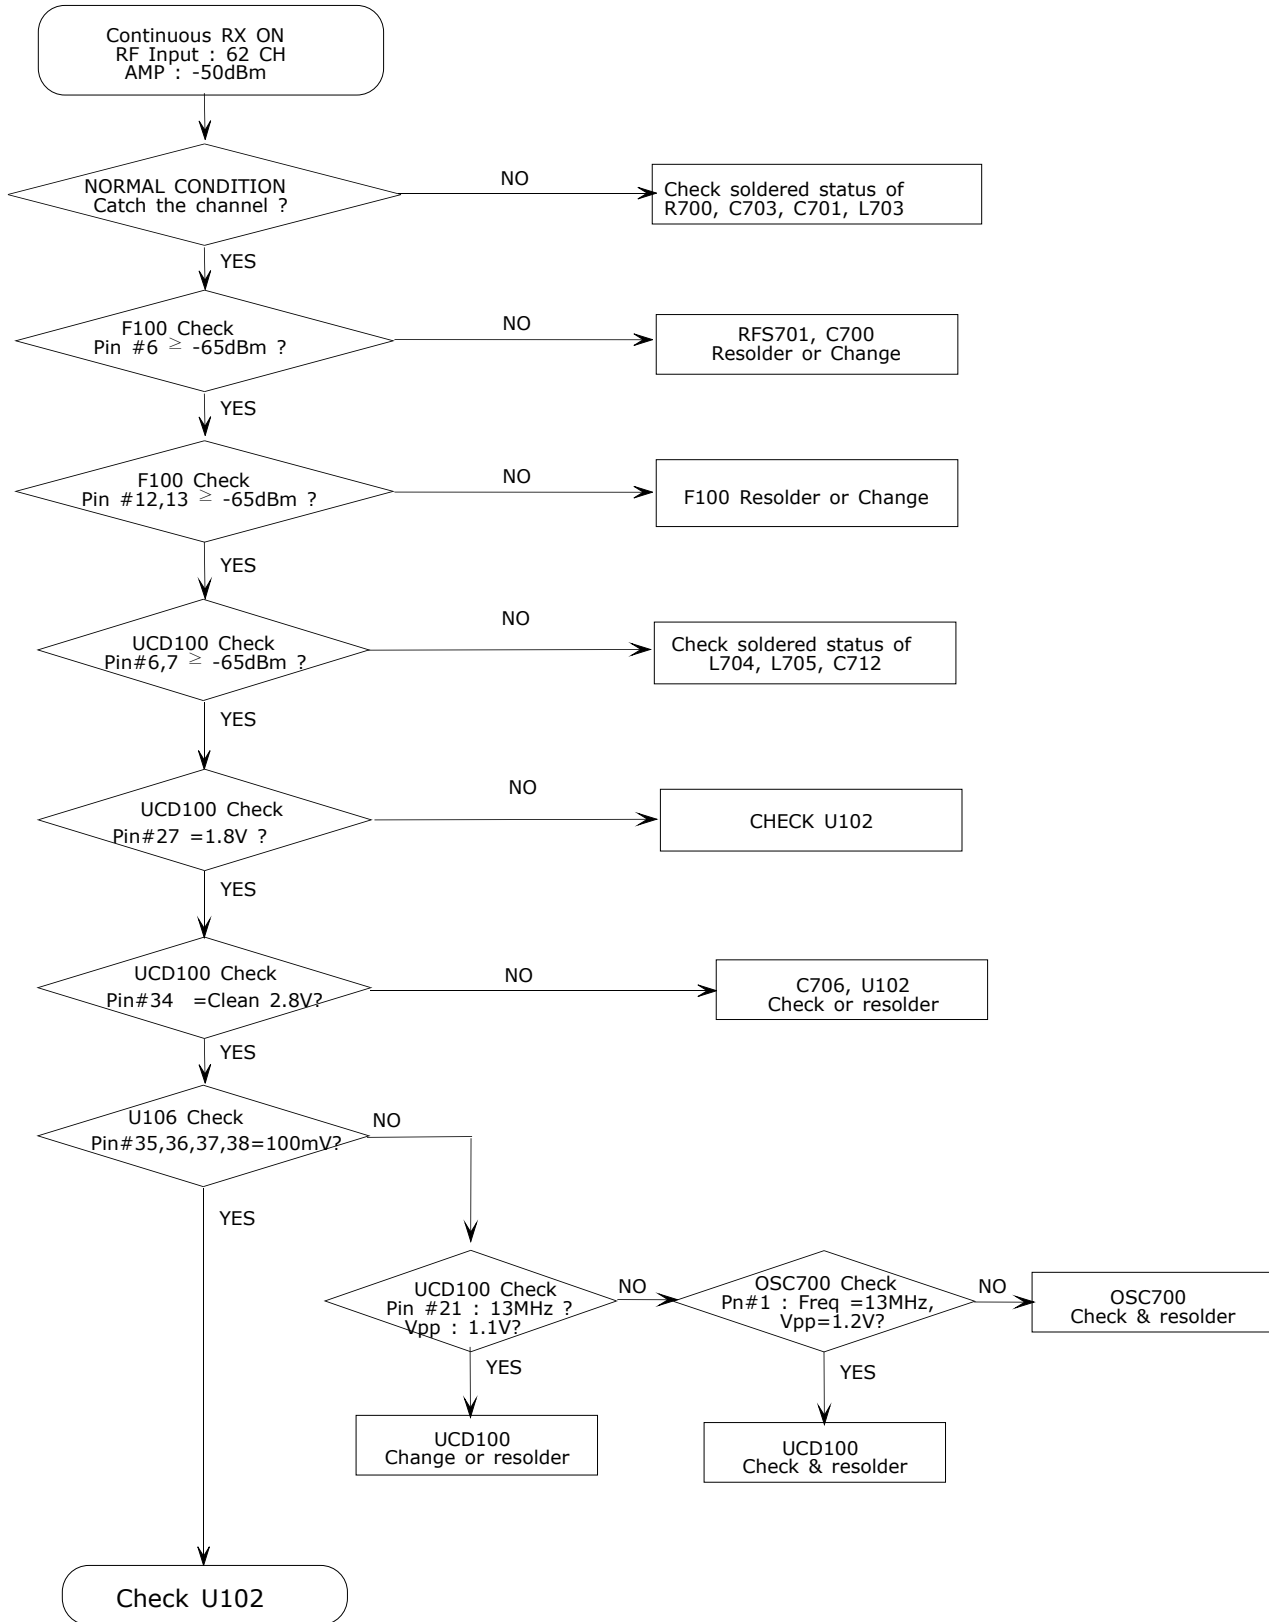 Continuous RX ON
RF Input : 62 CH
AMP : -50dBm
NORMAL CONDITION
Catch the channel ?
NO
Check soldered status of
R700, C703, C701, L703
YES
F100 Check
Pin #6 ≥ -65dBm ?
NO
RFS701, C700
Resolder or Change
YES
F100 Check
Pin #12,13 ≥ -65dBm ?
NO
F100 Resolder or Change
YES
UCD100 Check
Pin#6,7 ≥ -65dBm ?
NO
Check soldered status of
L704, L705, C712
YES
UCD100 Check
Pin#27 =1.8V ?
NO
CHECK U102
YES
UCD100 Check
Pin#34 =Clean 2.8V?
NO
C706, U102
Check or resolder
YES
U106 Check
Pin#35,36,37,38=100mV?
NO
YES
UCD100 Check
Pin #21 : 13MHz ?
Vpp : 1.1V?
NO
OSC700 Check
Pn#1 : Freq =13MHz,
Vpp=1.2V?
NO
OSC700
Check & resolder
YES
YES
UCD100
Change or resolder
UCD100
Check & resolder
Check U102